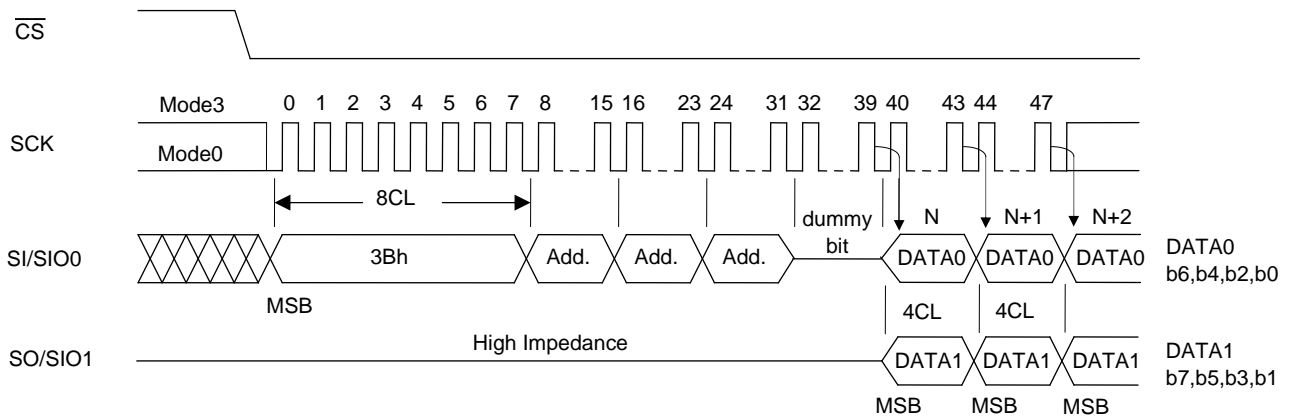 CS
Mode3 0 1 2 3 4 5 6 7 8 15 16 23 24 31 32 39 40 43 44 47
SCK
Mode0
8CL
dummy
bit
N N+1 N+2
SI/SIO0 3Bh Add. Add. Add. DATA0 DATA0 DATA0
DATA0
b6,b4,b2,b0
MSB
4CL 4CL
High Impedance
SO/SIO1 DATA1 DATA1 DATA1
DATA1
b7,b5,b3,b1
MSB MSB MSB